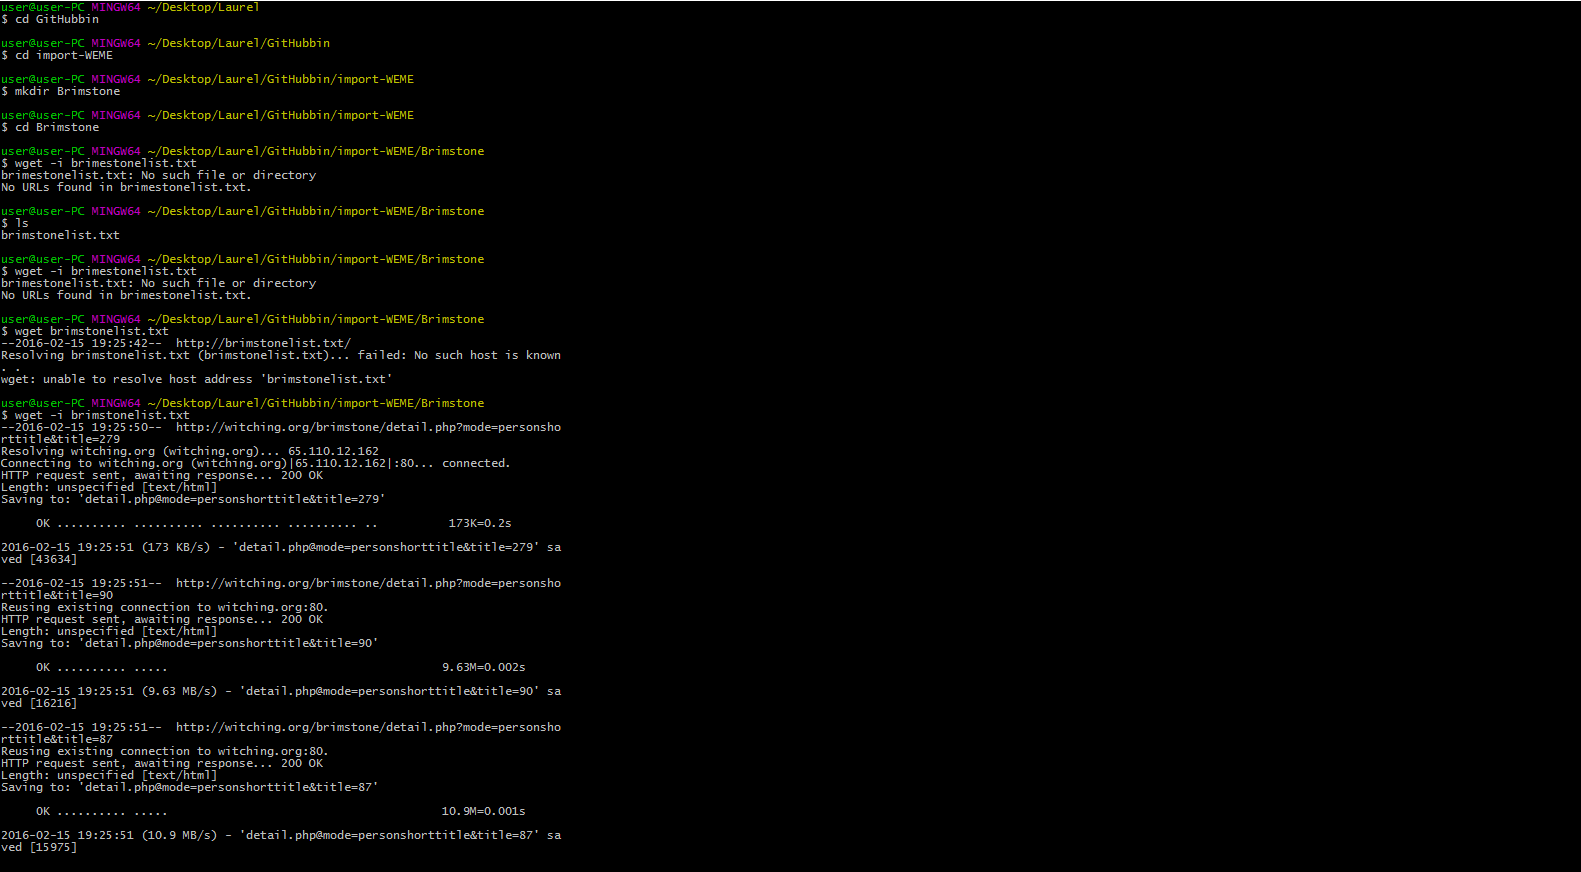 user@user-PC MINGW64 ~/Desktop/Laurel
$ cd GitHubbin
user@user-PC MINGW64 ~/Desktop/Laurel/GitHubbin
$ cd import-WEME
user@user-PC MINGW64 ~/Desktop/Laurel/GitHubbin/import-WEME
$ mkdir Brimstone
user@user-PC MINGW64 ~/Desktop/Laurel/GitHubbin/import-WEME
$ cd Brimstone
user@user-PC MINGW64 ~/Desktop/Laurel/GitHubbin/import-WEME/Brimstone
$ wget -i brimestonelist.txt
brimestonelist.txt: No such file or directory
No URLs found in brimestonelist.txt.
user@user-PC MINGW64 ~/Desktop/Laurel/GitHubbin/import-WEME/Brimstone
$ ls
brimstonelist.txt
user@user-PC MINGW64 ~/Desktop/Laurel/GitHubbin/import-WEME/Brimstone
$ wget -i brimestonelist.txt
brimestonelist.txt: No such file or directory
No URLs found in brimestonelist.txt.
user@user-PC MINGW64 ~/Desktop/Laurel/GitHubbin/import-WEME/Brimstone
$ wget brimstonelist.txt
--2016-02-15 19:25:42--  http://brimstonelist.txt/
Resolving brimstonelist.txt (brimstonelist.txt)... failed: No such host is known
. .
wget: unable to resolve host address 'brimstonelist.txt'
user@user-PC MINGW64 ~/Desktop/Laurel/GitHubbin/import-WEME/Brimstone
$ wget -i brimstonelist.txt
--2016-02-15 19:25:50--  http://witching.org/brimstone/detail.php?mode=personsho
rttitle&title=279
Resolving witching.org (witching.org)... 65.110.12.162
Connecting to witching.org (witching.org)|65.110.12.162|:80... connected.
HTTP request sent, awaiting response... 200 OK
Length: unspecified [text/html]
Saving to: 'detail.php@mode=personshorttitle&title=279'
0K .......... .......... .......... .......... .. 173K=0.2s
2016-02-15 19:25:51 (173 KB/s) - 'detail.php@mode=personshorttitle&title=279' sa
ved [43634]
--2016-02-15 19:25:51--  http://witching.org/brimstone/detail.php?mode=personsho
rttitle&title=90
Reusing existing connection to witching.org:80.
HTTP request sent, awaiting response... 200 OK
Length: unspecified [text/html]
Saving to: 'detail.php@mode=personshorttitle&title=90'
0K .......... ..... 9.63M=0.002s
2016-02-15 19:25:51 (9.63 MB/s) - 'detail.php@mode=personshorttitle&title=90' sa
ved [16216]
--2016-02-15 19:25:51--  http://witching.org/brimstone/detail.php?mode=personsho
rttitle&title=87
Reusing existing connection to witching.org:80.
HTTP request sent, awaiting response... 200 OK
Length: unspecified [text/html]
Saving to: 'detail.php@mode=personshorttitle&title=87'
0K .......... ..... 10.9M=0.001s
2016-02-15 19:25:51 (10.9 MB/s) - 'detail.php@mode=personshorttitle&title=87' sa
ved [15975]